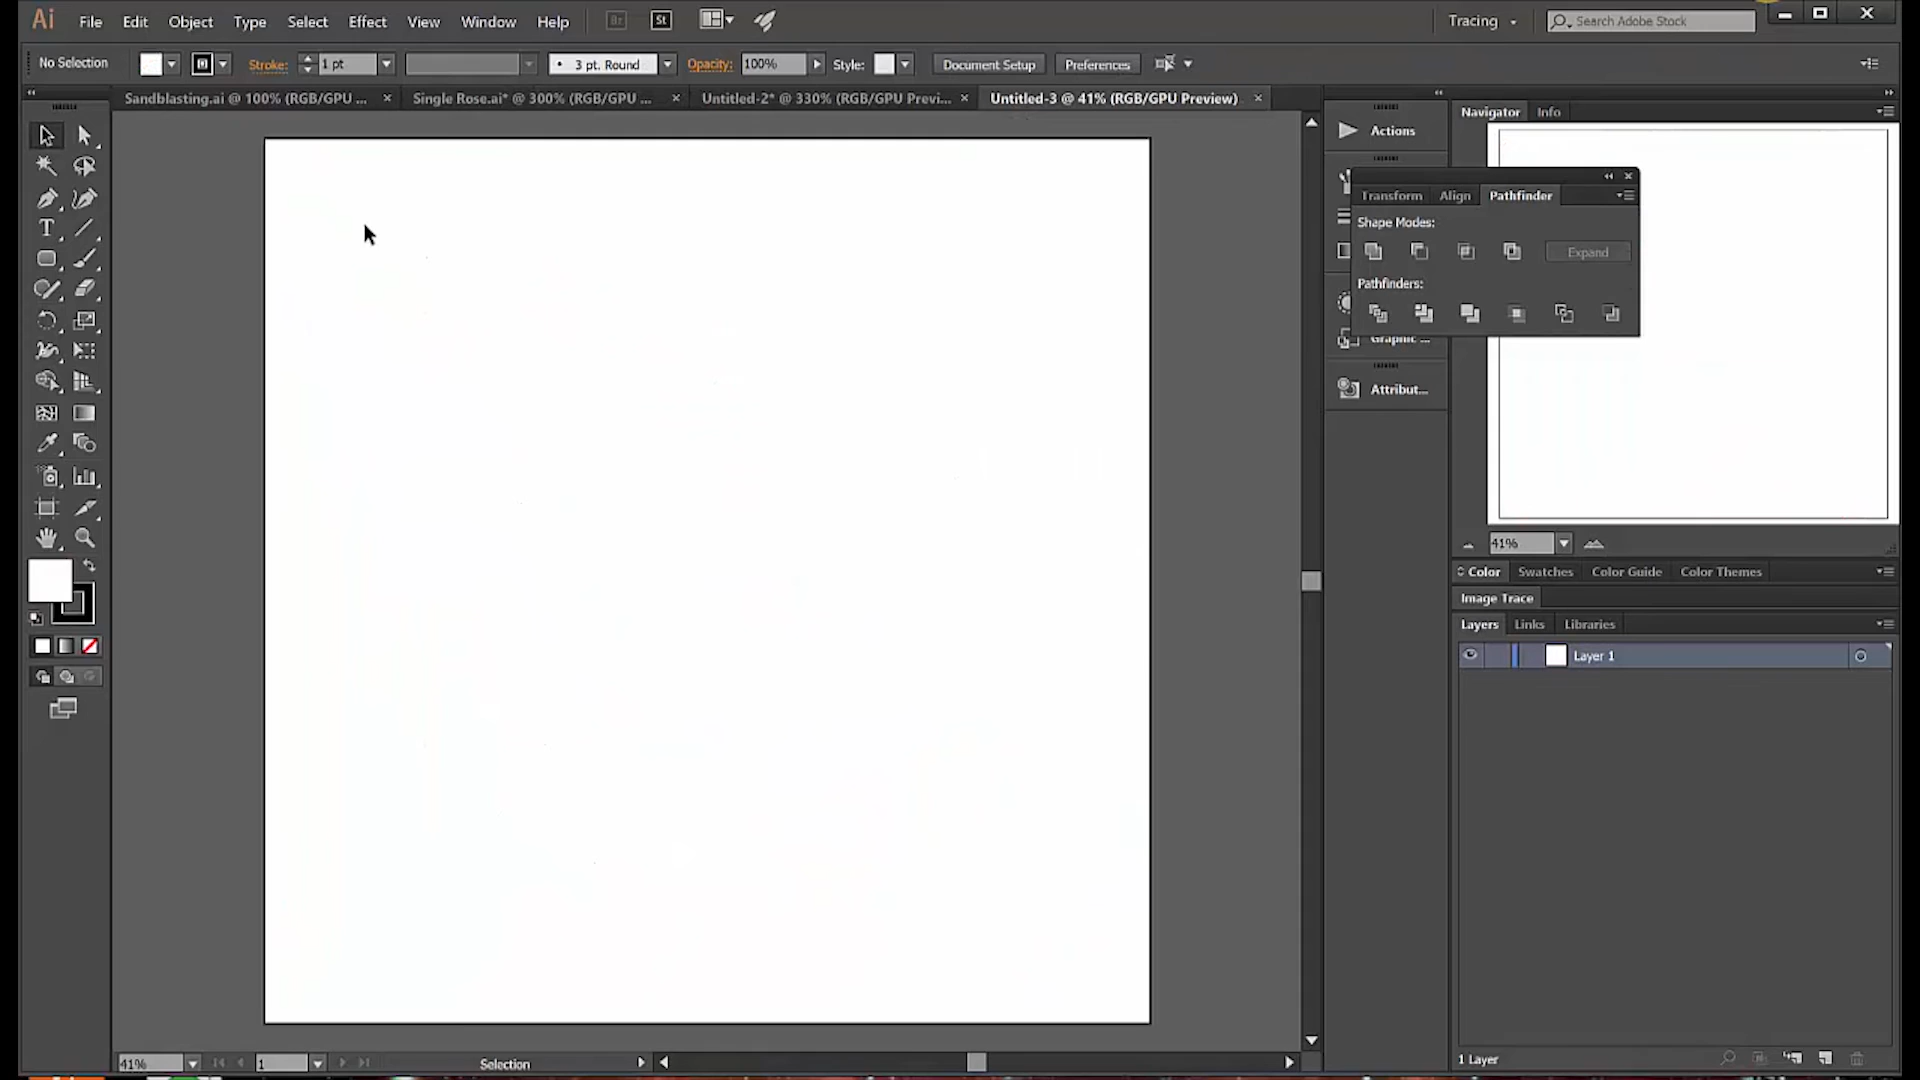 Ai File Edit Object Type Select Effect View Window Help Br St Tracing Search Adobe Stock
No Selection Stroke: 1 pt 3 pt. Round Opacity: 100% Style: Document Setup Preferences
Sandblasting.ai @ 100% (RGB/GPU ... Single Rose.ai* @ 300% (RGB/GPU ... Untitled-2* @ 330% (RGB/GPU Previ... Untitled-3 @ 41% (RGB/GPU Preview)
Navigator Info
Actions
Transform Align Pathfinder
Shape Modes:
Expand
Pathfinders:
Graphic ...
Attribut...
41%
Color Swatches Color Guide Color Themes
Image Trace
Layers Links Libraries
Layer 1
1 Layer
41% 1 Selection